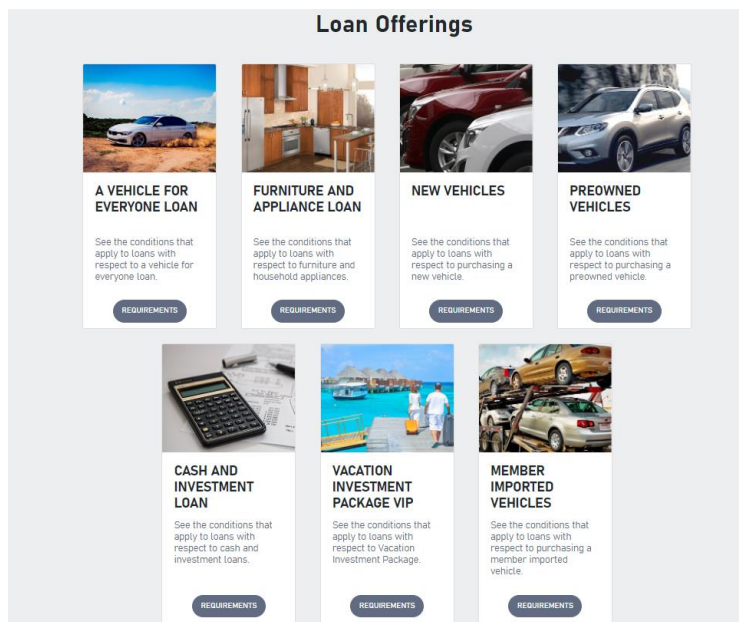 Loan Offerings
A VEHICLE FOR
EVERYONE LOAN
See the conditions that
apply to loans with
respect to a vehicle for
everyone loan.
REQUIREMENTS
FURNITURE AND
APPLIANCE LOAN
See the conditions that
apply to loans with
respect to furniture and
household appliances.
REQUIREMENTS
NEW VEHICLES
See the conditions that
apply to loans with
respect to purchasing a
new vehicle.
REQUIREMENTS
PREOWNED
VEHICLES
See the conditions that
apply to loans with
respect to purchasing a
preowned vehicle.
REQUIREMENTS
CASH AND
INVESTMENT
LOAN
See the conditions that
apply to loans with
respect to cash and
investment loans.
REQUIREMENTS
VACATION
INVESTMENT
PACKAGE VIP
See the conditions that
apply to loans with
respect to Vacation
Investment Package.
REQUIREMENTS
MEMBER
IMPORTED
VEHICLES
See the conditions that
apply to loans with
respect to purchasing a
member imported
vehicle.
REQUIREMENTS